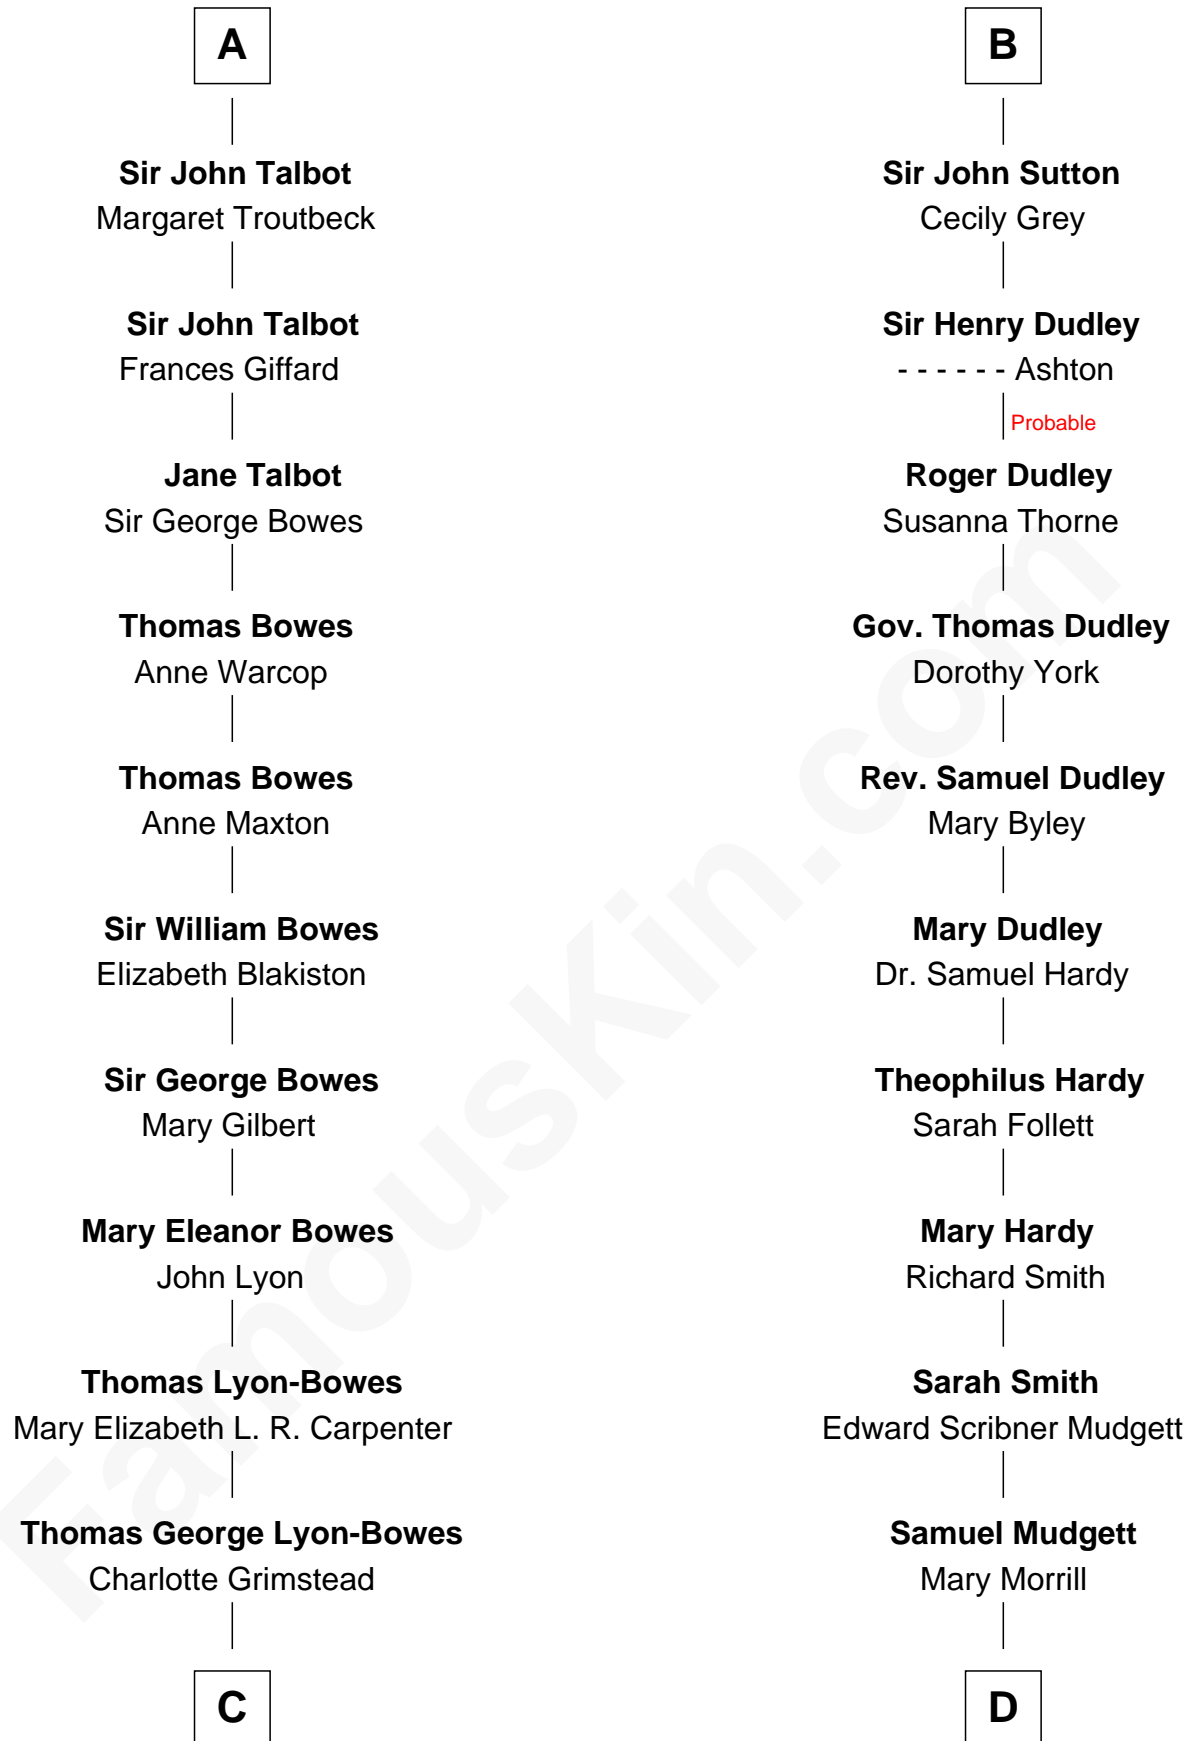 A
Sir John Talbot
Margaret Troutbeck
Sir John Talbot
Frances Giffard
Jane Talbot
Sir George Bowes
Thomas Bowes
Anne Warcop
Thomas Bowes
Anne Maxton
Sir William Bowes
Elizabeth Blakiston
Sir George Bowes
Mary Gilbert
Mary Eleanor Bowes
John Lyon
Thomas Lyon-Bowes
Mary Elizabeth L. R. Carpenter
Thomas George Lyon-Bowes
Charlotte Grimstead
C
B
Sir John Sutton
Cecily Grey
Sir Henry Dudley
- - - - - - Ashton
Probable
Roger Dudley
Susanna Thorne
Gov. Thomas Dudley
Dorothy York
Rev. Samuel Dudley
Mary Byley
Mary Dudley
Dr. Samuel Hardy
Theophilus Hardy
Sarah Follett
Mary Hardy
Richard Smith
Sarah Smith
Edward Scribner Mudgett
Samuel Mudgett
Mary Morrill
D
FamousKin.com